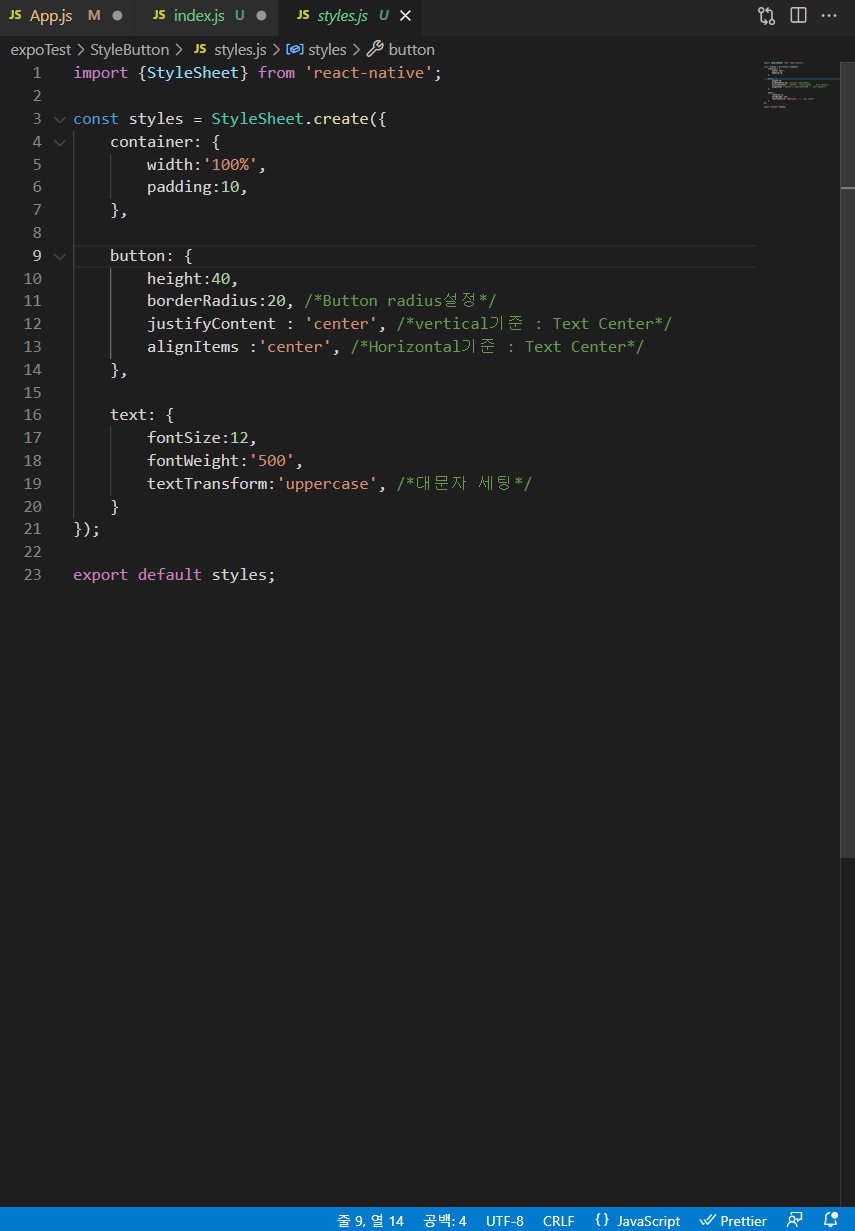 JS App.js M
JS index.js U
JS styles.js U
expoTest > StyleButton > JS styles.js > styles > button
1 import {StyleSheet} from 'react-native';
2
3 const styles = StyleSheet.create({
4 container: {
5 width:'100%',
6 padding:10,
7 },
8
9 button: {
10 height:40,
11 borderRadius:20, /*Button radius설정*/
12 justifyContent : 'center', /*vertical기준 : Text Center*/
13 alignItems :'center', /*Horizontal기준 : Text Center*/
14 },
15
16 text: {
17 fontSize:12,
18 fontWeight:'500',
19 textTransform:'uppercase', /*대문자 세팅*/
20 }
21 });
22
23 export default styles;
줄 9, 열 14 공백: 4 UTF-8 CRLF {} JavaScript Prettier